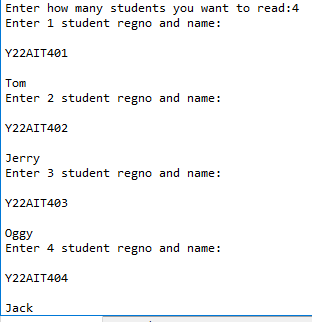 Enter how many students you want to read:4
Enter 1 student regno and name:
Y22AIT401
Tom
Enter 2 student regno and name:
Y22AIT402
Jerry
Enter 3 student regno and name:
Y22AIT403
Oggy
Enter 4 student regno and name:
Y22AIT404
Jack